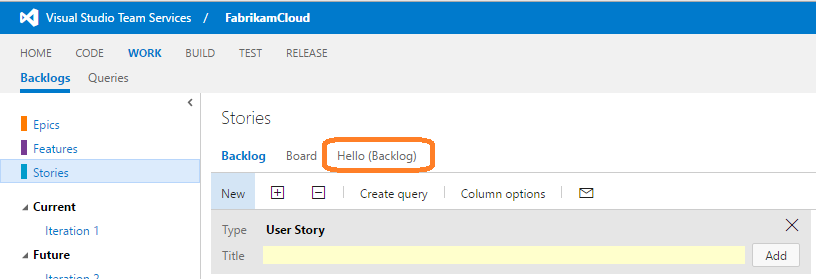 Visual Studio Team Services / FabrikamCloud
HOME CODE WORK BUILD TEST RELEASE
Backlogs Queries
Epics
Features
Stories
Current
Iteration 1
Future
Iteration 2
Stories
Backlog Board Hello (Backlog)
New Create query Column options
Type User Story
Title Add